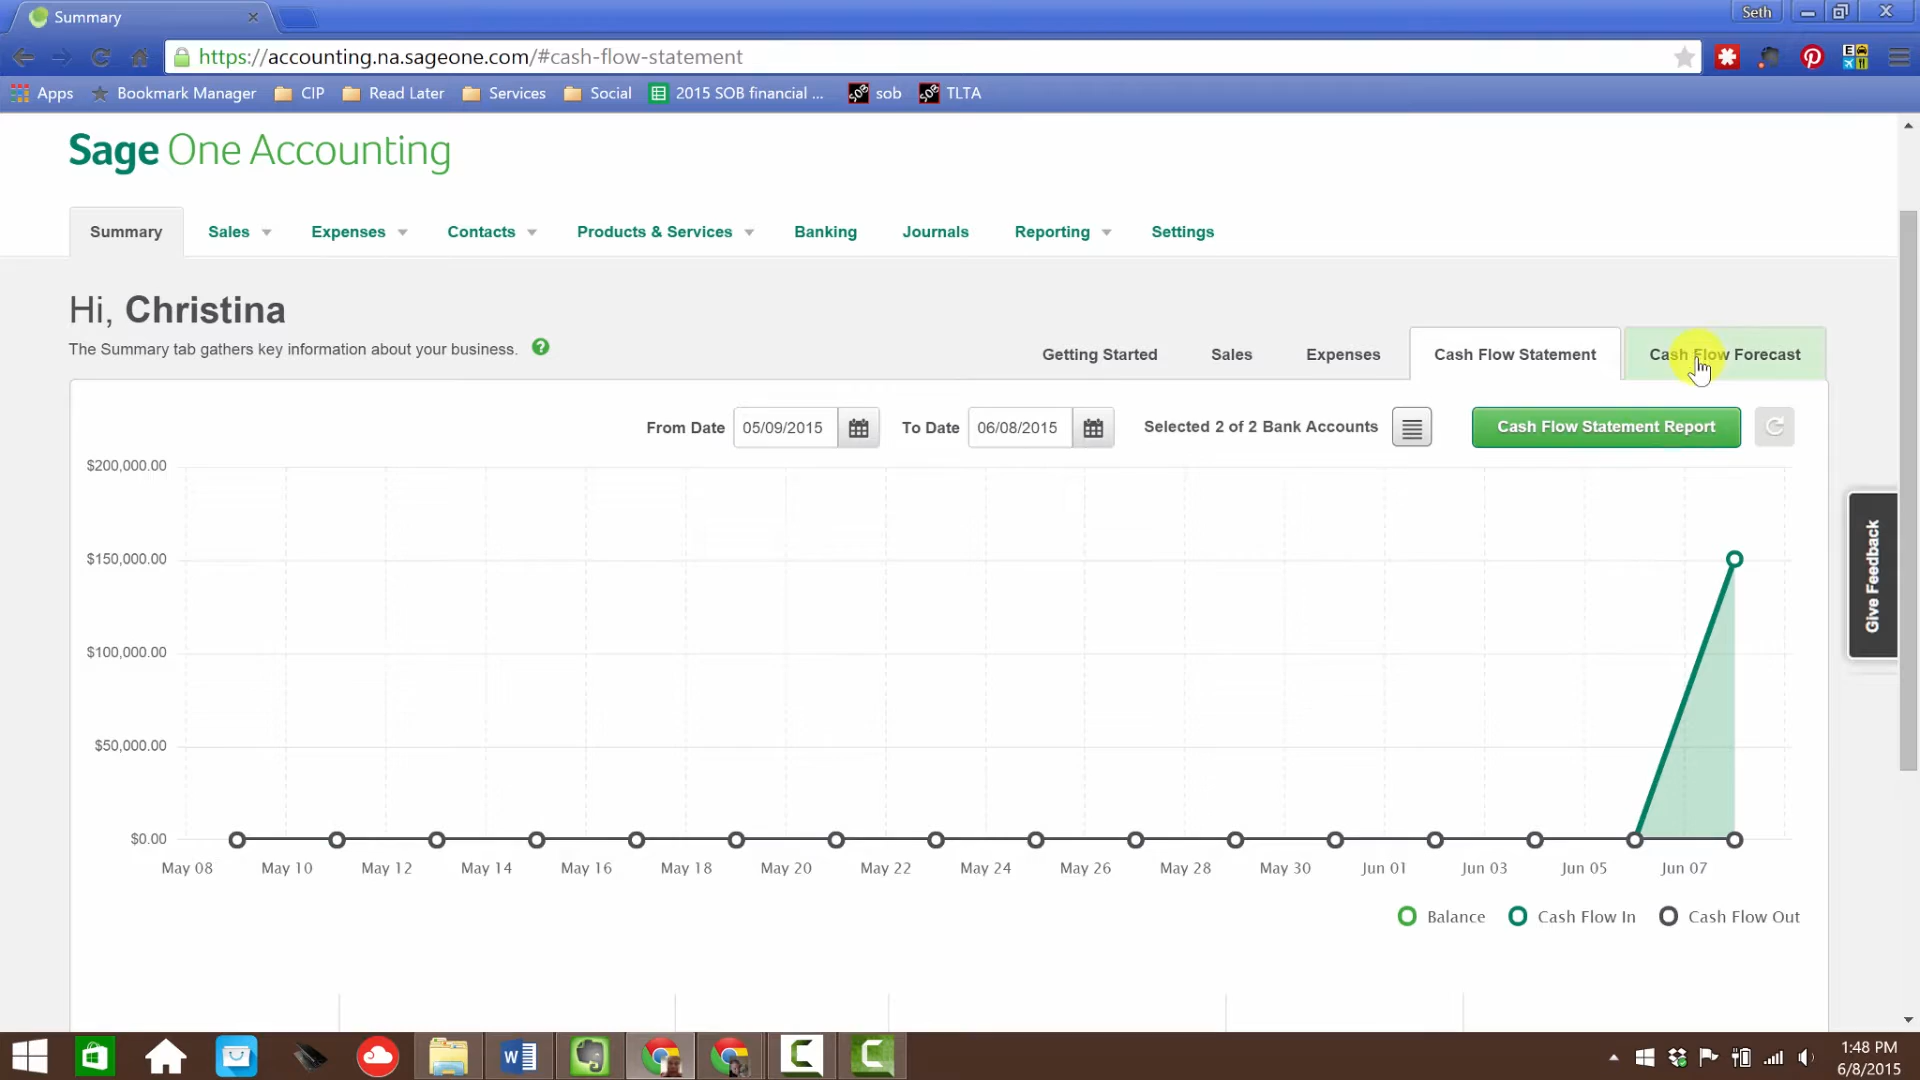 Summary
Seth
https://accounting.na.sageone.com/#cash-flow-statement
Apps Bookmark Manager CIP Read Later Services Social 2015 SOB financial ... sob TLTA
Sage One Accounting
Summary Sales Expenses Contacts Products & Services Banking Journals Reporting Settings
Hi, Christina
The Summary tab gathers key information about your business. ?
Getting Started Sales Expenses Cash Flow Statement Cash Flow Forecast
From Date 05/09/2015 To Date 06/08/2015 Selected 2 of 2 Bank Accounts Cash Flow Statement Report
$200,000.00
$150,000.00
$100,000.00
$50,000.00
$0.00
May 08 May 10 May 12 May 14 May 16 May 18 May 20 May 22 May 24 May 26 May 28 May 30 Jun 01 Jun 03 Jun 05 Jun 07
Balance Cash Flow In Cash Flow Out
Give Feedback
1:48 PM
6/8/2015